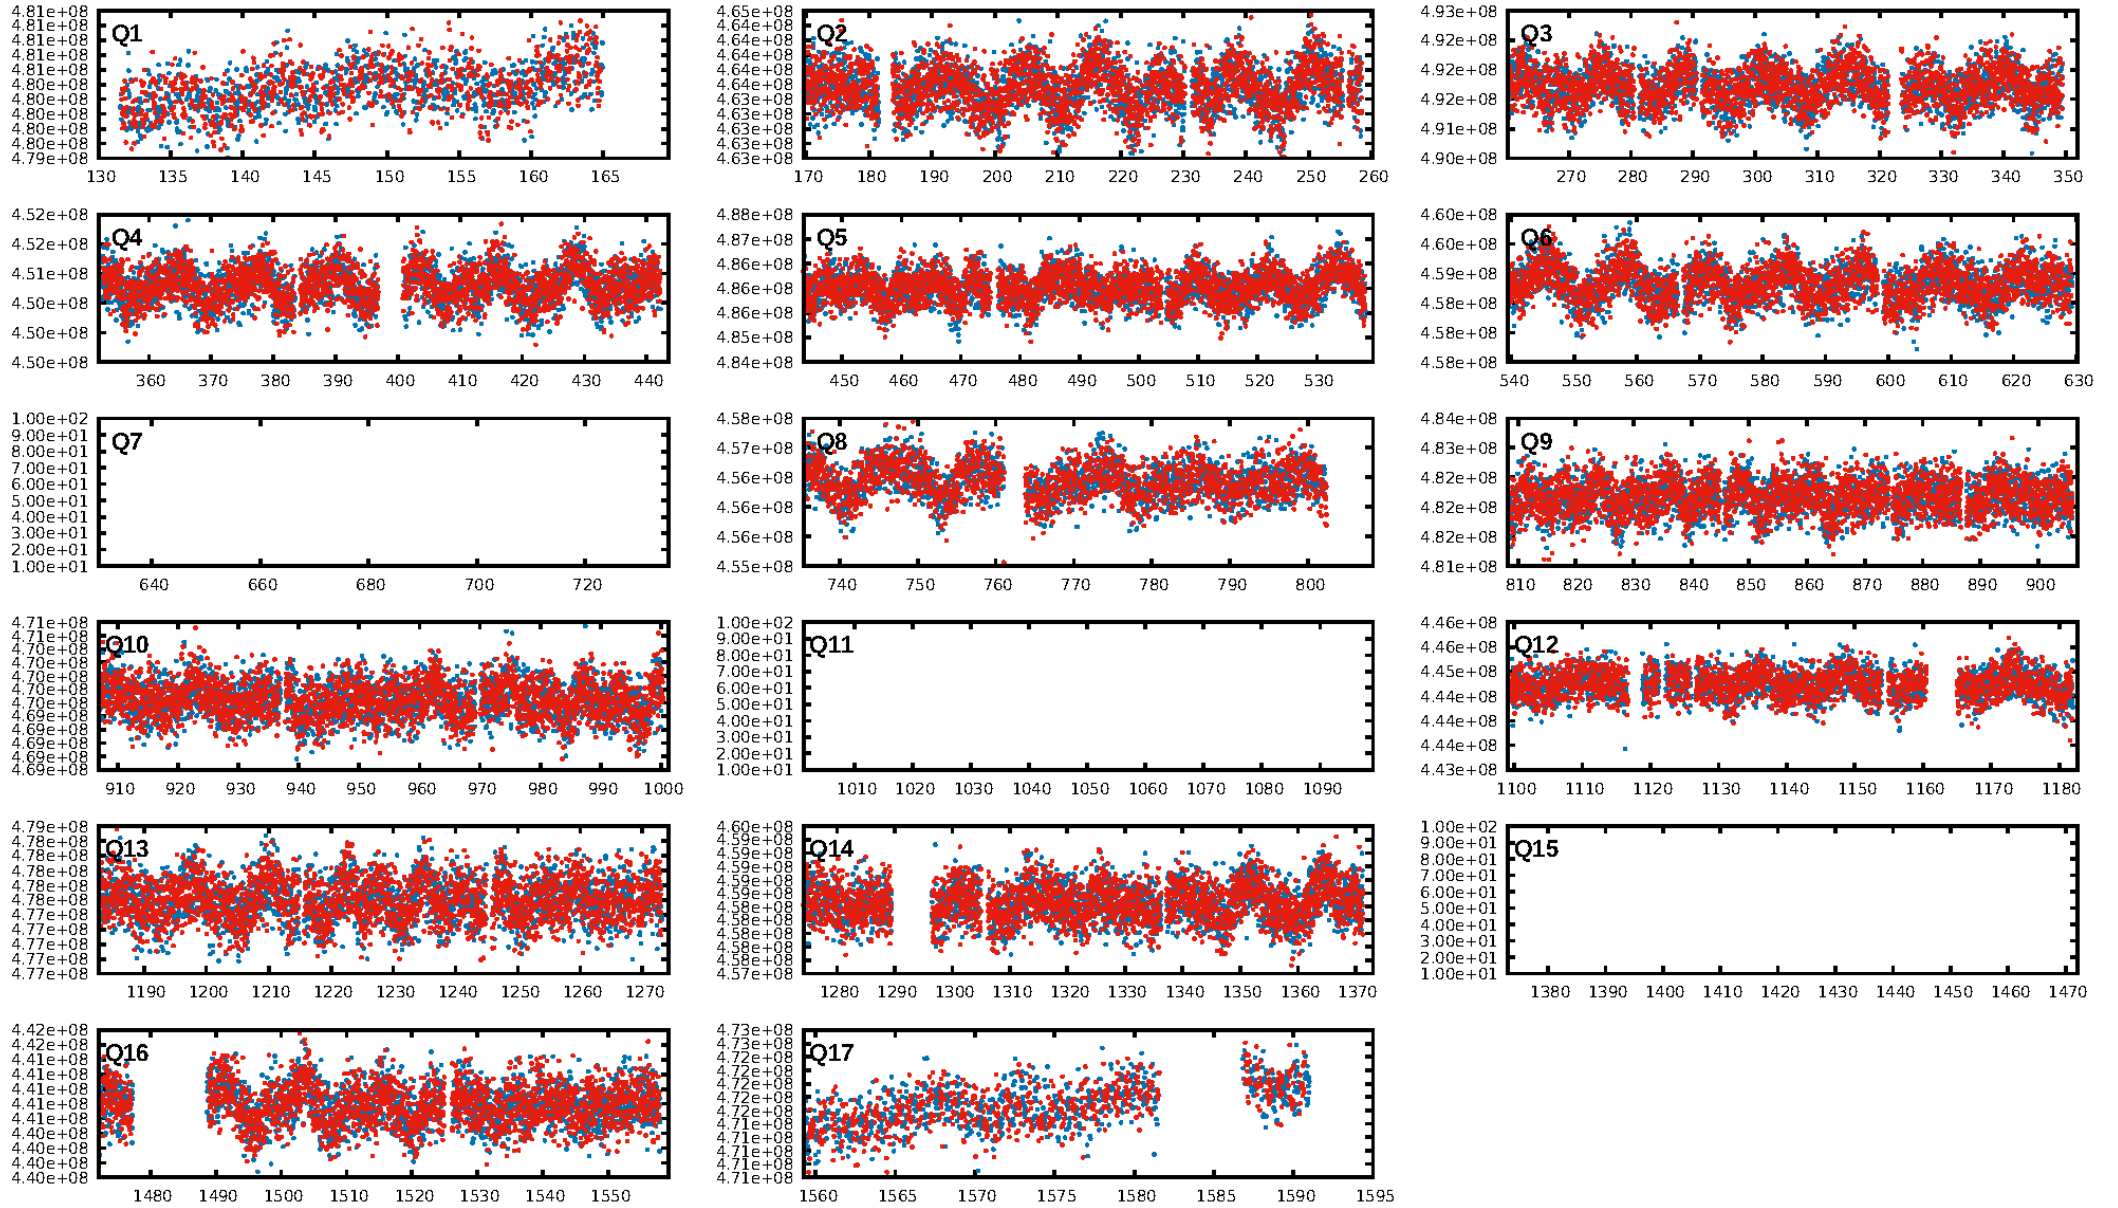 4.81e+08
4.81e+08
4.81e+08
4.81e+08
4.81e+08
4.80e+08
4.80e+08
4.80e+08
4.80e+08
4.80e+08
4.79e+08
Q1
130 135 140 145 150 155 160 165
4.65e+08
4.64e+08
4.64e+08
4.64e+08
4.64e+08
4.64e+08
4.63e+08
4.63e+08
4.63e+08
4.63e+08
4.63e+08
Q2
170 180 190 200 210 220 230 240 250 260
4.93e+08
4.92e+08
4.92e+08
4.92e+08
4.91e+08
4.90e+08
Q3
270 280 290 300 310 320 330 340 350
4.52e+08
4.52e+08
4.51e+08
4.50e+08
4.50e+08
4.50e+08
Q4
360 370 380 390 400 410 420 430 440
4.88e+08
4.87e+08
4.86e+08
4.86e+08
4.86e+08
4.85e+08
4.84e+08
Q5
450 460 470 480 490 500 510 520 530
4.60e+08
4.60e+08
4.59e+08
4.58e+08
4.58e+08
4.58e+08
Q6
540 550 560 570 580 590 600 610 620 630
1.00e+02
9.00e+01
8.00e+01
7.00e+01
6.00e+01
5.00e+01
4.00e+01
3.00e+01
2.00e+01
1.00e+01
Q7
640 660 680 700 720
4.58e+08
4.57e+08
4.56e+08
4.56e+08
4.56e+08
4.55e+08
Q8
740 750 760 770 780 790 800
4.84e+08
4.83e+08
4.82e+08
4.82e+08
4.82e+08
4.81e+08
Q9
810 820 830 840 850 860 870 880 890 900
4.71e+08
4.71e+08
4.70e+08
4.70e+08
4.70e+08
4.70e+08
4.70e+08
4.69e+08
4.69e+08
4.69e+08
4.69e+08
4.69e+08
Q10
910 920 930 940 950 960 970 980 990 1000
1.00e+02
9.00e+01
8.00e+01
7.00e+01
6.00e+01
5.00e+01
4.00e+01
3.00e+01
2.00e+01
1.00e+01
Q11
1010 1020 1030 1040 1050 1060 1070 1080 1090
4.46e+08
4.46e+08
4.45e+08
4.44e+08
4.44e+08
4.44e+08
4.43e+08
Q12
1100 1110 1120 1130 1140 1150 1160 1170 1180
4.79e+08
4.78e+08
4.78e+08
4.78e+08
4.78e+08
4.78e+08
4.77e+08
4.77e+08
4.77e+08
4.77e+08
4.77e+08
Q13
1190 1200 1210 1220 1230 1240 1250 1260 1270
4.60e+08
4.59e+08
4.59e+08
4.59e+08
4.59e+08
4.59e+08
4.58e+08
4.58e+08
4.58e+08
4.58e+08
4.58e+08
4.57e+08
Q14
1280 1290 1300 1310 1320 1330 1340 1350 1360 1370
1.00e+02
9.00e+01
8.00e+01
7.00e+01
6.00e+01
5.00e+01
4.00e+01
3.00e+01
2.00e+01
1.00e+01
Q15
1380 1390 1400 1410 1420 1430 1440 1450 1460 1470
4.42e+08
4.42e+08
4.41e+08
4.41e+08
4.41e+08
4.41e+08
4.41e+08
4.40e+08
4.40e+08
4.40e+08
4.40e+08
Q16
1480 1490 1500 1510 1520 1530 1540 1550
4.73e+08
4.73e+08
4.72e+08
4.72e+08
4.72e+08
4.72e+08
4.72e+08
4.71e+08
4.71e+08
4.71e+08
4.71e+08
4.71e+08
Q17
1560 1565 1570 1575 1580 1585 1590 1595